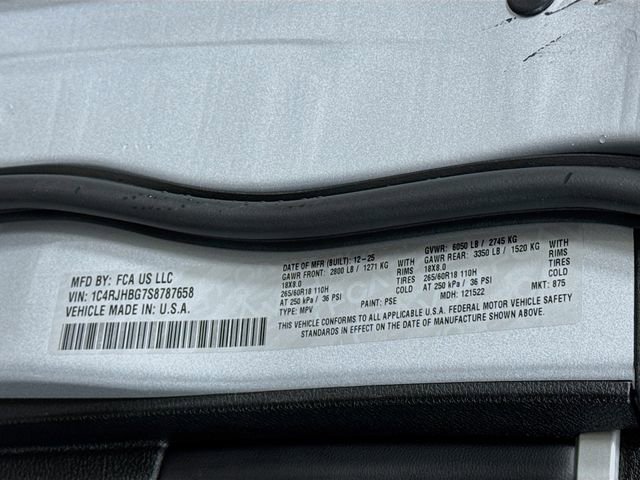 MFD BY: FCA US LLC
VIN: 1C4RJHBG7S8787658
VEHICLE MADE IN: U.S.A.
DATE OF MFR (BUILT): 12-25
GAWR FRONT: 2800 LB / 1271 KG WITH
18X8.0 RIMS
265/60R18 110H TIRES
AT 250 kPa / 36 PSI COLD
TYPE: MPV PAINT: PSE
GVWR: 6050 LB / 2745 KG
GAWR REAR: 3350 LB / 1520 KG WITH
18X8.0 RIMS
265/60R18 110H TIRES
AT 250 kPa / 36 PSI COLD
MDH: 121522 MKT: 875
THIS VEHICLE CONFORMS TO ALL APPLICABLE U.S.A. FEDERAL MOTOR VEHICLE SAFETY
STANDARDS IN EFFECT ON THE DATE OF MANUFACTURE SHOWN ABOVE.